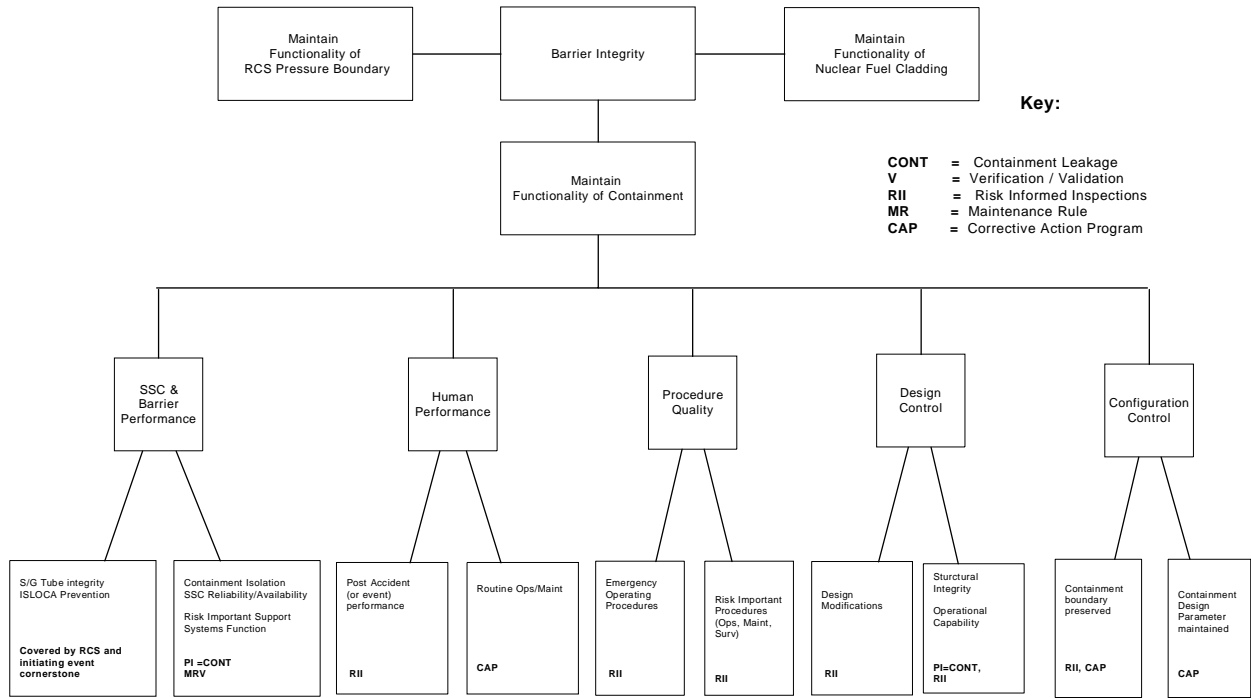 Maintain
Functionality of
RCS Pressure Boundary
Barrier Integrity
Maintain
Functionality of
Nuclear Fuel Cladding
Key:
CONT = Containment Leakage
V = Verification / Validation
RII = Risk Informed Inspections
MR = Maintenance Rule
CAP = Corrective Action Program
Maintain
Functionality of Containment
SSC &
Barrier
Performance
Human
Performance
Procedure
Quality
Design
Control
Configuration
Control
S/G Tube integrity
ISLOCA Prevention
Covered by RCS and
initiating event
cornerstone
Containment Isolation
SSC Reliability/Availability
Risk Important Support
Systems Function
PI =CONT
MRV
Post Accident
(or event)
performance
RII
Routine Ops/Maint
CAP
Emergency
Operating
Procedures
RII
Risk Important
Procedures
(Ops, Maint,
Surv)
RII
Design
Modifications
RII
Sturctural
Integrity
Operational
Capability
PI=CONT,
RII
Containment
boundary
preserved
RII, CAP
Containment
Design
Parameter
maintained
CAP